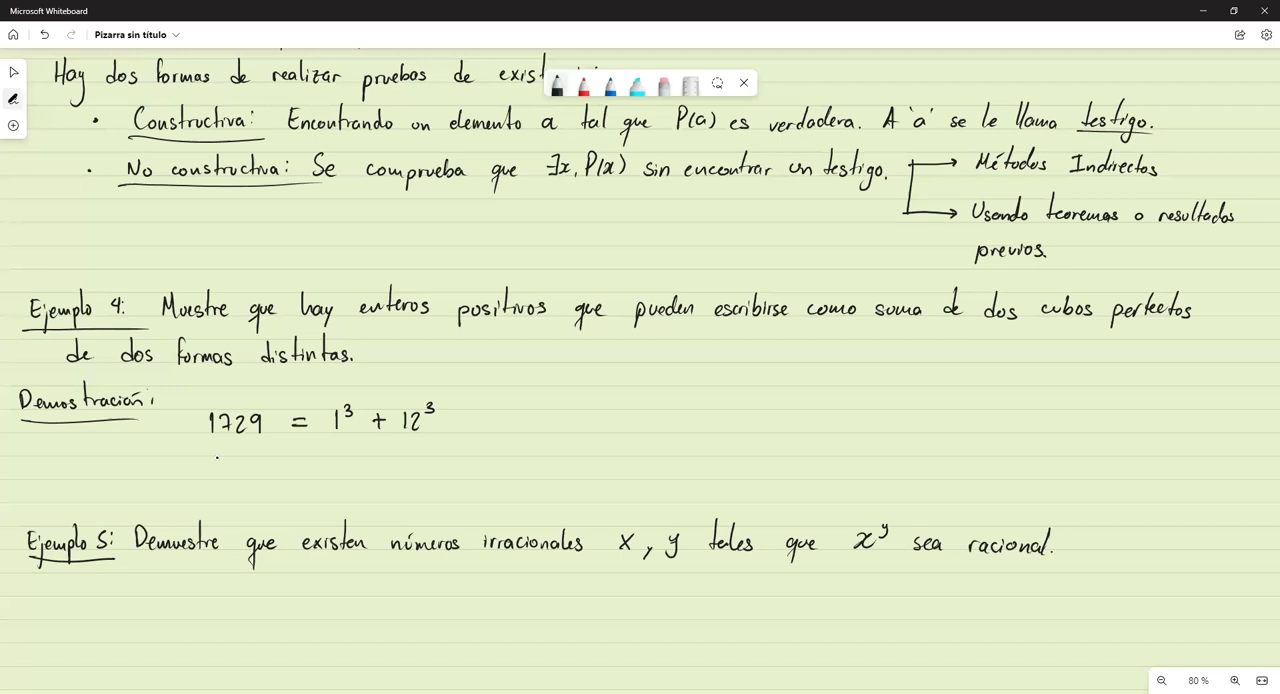 Microsoft Whiteboard
Pizarra sin título
Hay dos formas de realizar pruebas de
• Constructiva: Encontrando un elemento a tal que P(a) es verdadera. A 'a' se le llama testigo.
• No constructiva: Se comprueba que ∃x, P(x) sin encontrar un testigo. → Métodos Indirectos
→ Usando teoremas o resultados
previos.
Ejemplo 4: Muestre que hay enteros positivos que pueden escribirse como suma de dos cubos perfectos
de dos formas distintas.
Demostración:
1729 = 1³ + 12³
Ejemplo 5: Demuestre que existen números irracionales x, y tales que x^y sea racional.
80 %